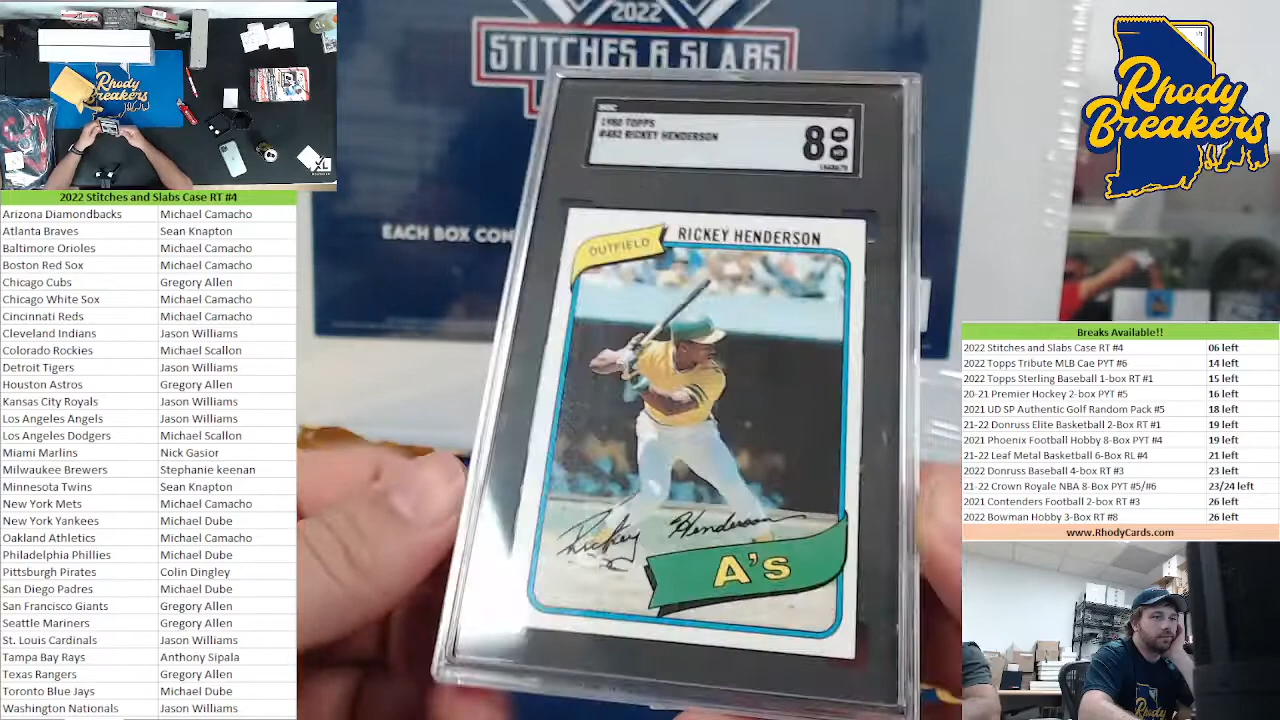 2022
STITCHES & SLABS
EACH BOX CON
SGC
1980 TOPPS
#482 RICKEY HENDERSON
8
OUTFIELD
RICKEY HENDERSON
Rickey Henderson
A's
Rhody
Breakers
Rhody
Breakers
2022 Stitches and Slabs Case RT #4
Arizona Diamondbacks Michael Camacho
Atlanta Braves Sean Knapton
Baltimore Orioles Michael Camacho
Boston Red Sox Michael Camacho
Chicago Cubs Gregory Allen
Chicago White Sox Michael Camacho
Cincinnati Reds Michael Camacho
Cleveland Indians Jason Williams
Colorado Rockies Michael Scallon
Detroit Tigers Jason Williams
Houston Astros Gregory Allen
Kansas City Royals Jason Williams
Los Angeles Angels Jason Williams
Los Angeles Dodgers Michael Scallon
Miami Marlins Nick Gasior
Milwaukee Brewers Stephanie keenan
Minnesota Twins Sean Knapton
New York Mets Michael Camacho
New York Yankees Michael Dube
Oakland Athletics Michael Camacho
Philadelphia Phillies Michael Dube
Pittsburgh Pirates Colin Dingley
San Diego Padres Michael Dube
San Francisco Giants Gregory Allen
Seattle Mariners Gregory Allen
St. Louis Cardinals Jason Williams
Tampa Bay Rays Anthony Sipala
Texas Rangers Gregory Allen
Toronto Blue Jays Michael Dube
Washington Nationals Jason Williams
Breaks Available!!
2022 Stitches and Slabs Case RT #4 06 left
2022 Topps Tribute MLB Cae PYT #6 14 left
2022 Topps Sterling Baseball 1-box RT #1 15 left
20-21 Premier Hockey 2-box PYT #5 16 left
2021 UD SP Authentic Golf Random Pack #5 18 left
21-22 Donruss Elite Basketball 2-Box RT #1 19 left
2021 Phoenix Football Hobby 8-Box PYT #4 19 left
21-22 Leaf Metal Basketball 6-Box RL #4 21 left
2022 Donruss Baseball 4-box RT #3 23 left
21-22 Crown Royale NBA 8-Box PYT #5/#6 23/24 left
2021 Contenders Football 2-box RT #3 26 left
2022 Bowman Hobby 3-Box RT #8 26 left
www.RhodyCards.com
Rhody